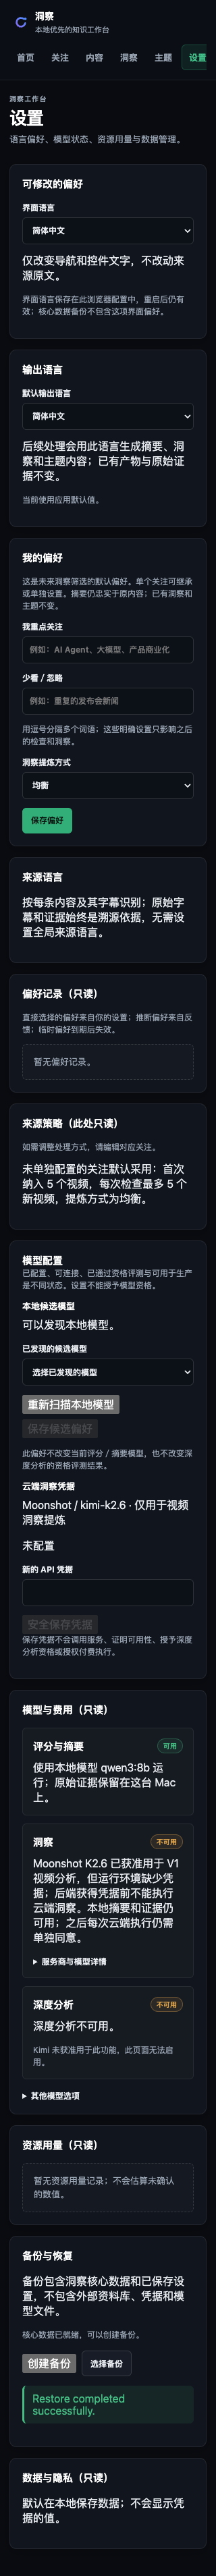 洞察
本地优先的知识工作台
首页 关注 内容 洞察 主题 设置
洞察工作台
设置
语言偏好、模型状态、资源用量与数据管理。
可修改的偏好
界面语言
简体中文
仅改变导航和控件文字，不改动来
源原文。
界面语言保存在此浏览器配置中，重启后仍有
效；核心数据备份不包含这项界面偏好。
输出语言
默认输出语言
简体中文
后续处理会用此语言生成摘要、洞
察和主题内容；已有产物与原始证
据不变。
当前使用应用默认值。
我的偏好
这是未来洞察筛选的默认偏好。单个关注可继承
或单独设置。摘要仍忠实于原内容；已有洞察和
主题不变。
我重点关注
例如：AI Agent、大模型、产品商业化
少看 / 忽略
例如：重复的发布会新闻
用逗号分隔多个词语；这些明确设置只影响之后
的检查和洞察。
洞察提炼方式
均衡
保存偏好
来源语言
按每条内容及其字幕识别；原始字
幕和证据始终是溯源依据，无需设
置全局来源语言。
偏好记录（只读）
直接选择的偏好来自你的设置；推断偏好来自反
馈；临时偏好到期后失效。
暂无偏好记录。
来源策略（此处只读）
如需调整处理方式，请编辑对应关注。
未单独配置的关注默认采用：首次
纳入 5 个视频，每次检查最多 5 个
新视频，提炼方式为均衡。
模型配置
已配置、可连接、已通过资格评测与可用于生产
是不同状态。设置不能授予模型资格。
本地候选模型
可以发现本地模型。
已发现的候选模型
选择已发现的模型
重新扫描本地模型
保存候选偏好
此偏好不改变当前评分 / 摘要模型，也不改变深
度分析的资格评测结果。
云端洞察凭据
Moonshot / kimi-k2.6 · 仅用于视频
洞察提炼
未配置
新的 API 凭据
安全保存凭据
保存凭据不会调用服务、证明可用性、授予深度
分析资格或授权付费执行。
模型与费用（只读）
评分与摘要 可用
使用本地模型 qwen3:8b 运
行；原始证据保留在这台 Mac
上。
洞察 不可用
Moonshot K2.6 已获准用于 V1
视频分析，但运行环境缺少凭
据；后端获得凭据前不能执行
云端洞察。本地摘要和证据仍
可用；之后每次云端执行仍需
单独同意。
服务商与模型详情
深度分析 不可用
深度分析不可用。
Kimi 未获准用于此功能，此页面无法启
用。
其他模型选项
资源用量（只读）
暂无资源用量记录；不会估算未确认
的数值。
备份与恢复
备份包含洞察核心数据和已保存设
置，不包含外部资料库、凭据和模
型文件。
核心数据已就绪，可以创建备份。
创建备份 选择备份
Restore completed
successfully.
数据与隐私（只读）
默认在本地保存数据；不会显示凭
据的值。